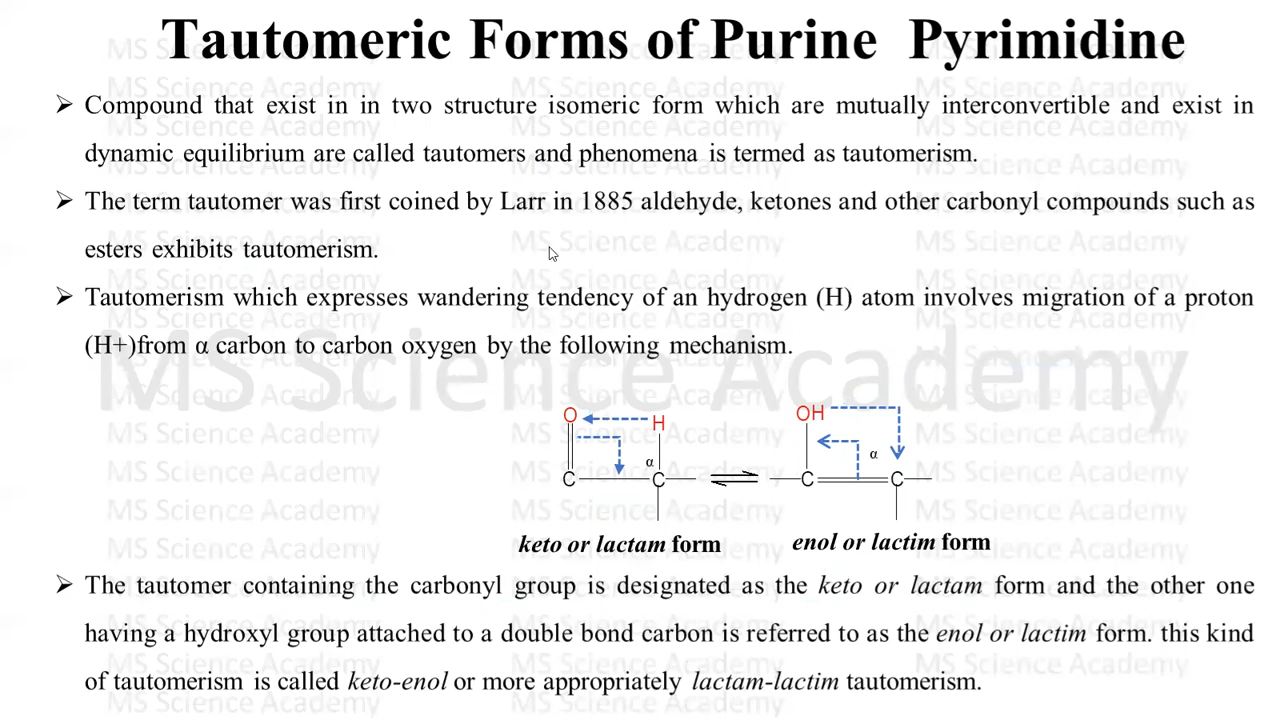 Tautomeric Forms of Purine Pyrimidine
➢ Compound that exist in in two structure isomeric form which are mutually interconvertible and exist in
dynamic equilibrium are called tautomers and phenomena is termed as tautomerism.
➢ The term tautomer was first coined by Larr in 1885 aldehyde, ketones and other carbonyl compounds such as
esters exhibits tautomerism.
➢ Tautomerism which expresses wandering tendency of an hydrogen (H) atom involves migration of a proton
(H+)from α carbon to carbon oxygen by the following mechanism.
MS Science Academy
O H OH
α α
C C C C
keto or lactam form enol or lactim form
➢ The tautomer containing the carbonyl group is designated as the keto or lactam form and the other one
having a hydroxyl group attached to a double bond carbon is referred to as the enol or lactim form. this kind
of tautomerism is called keto-enol or more appropriately lactam-lactim tautomerism.